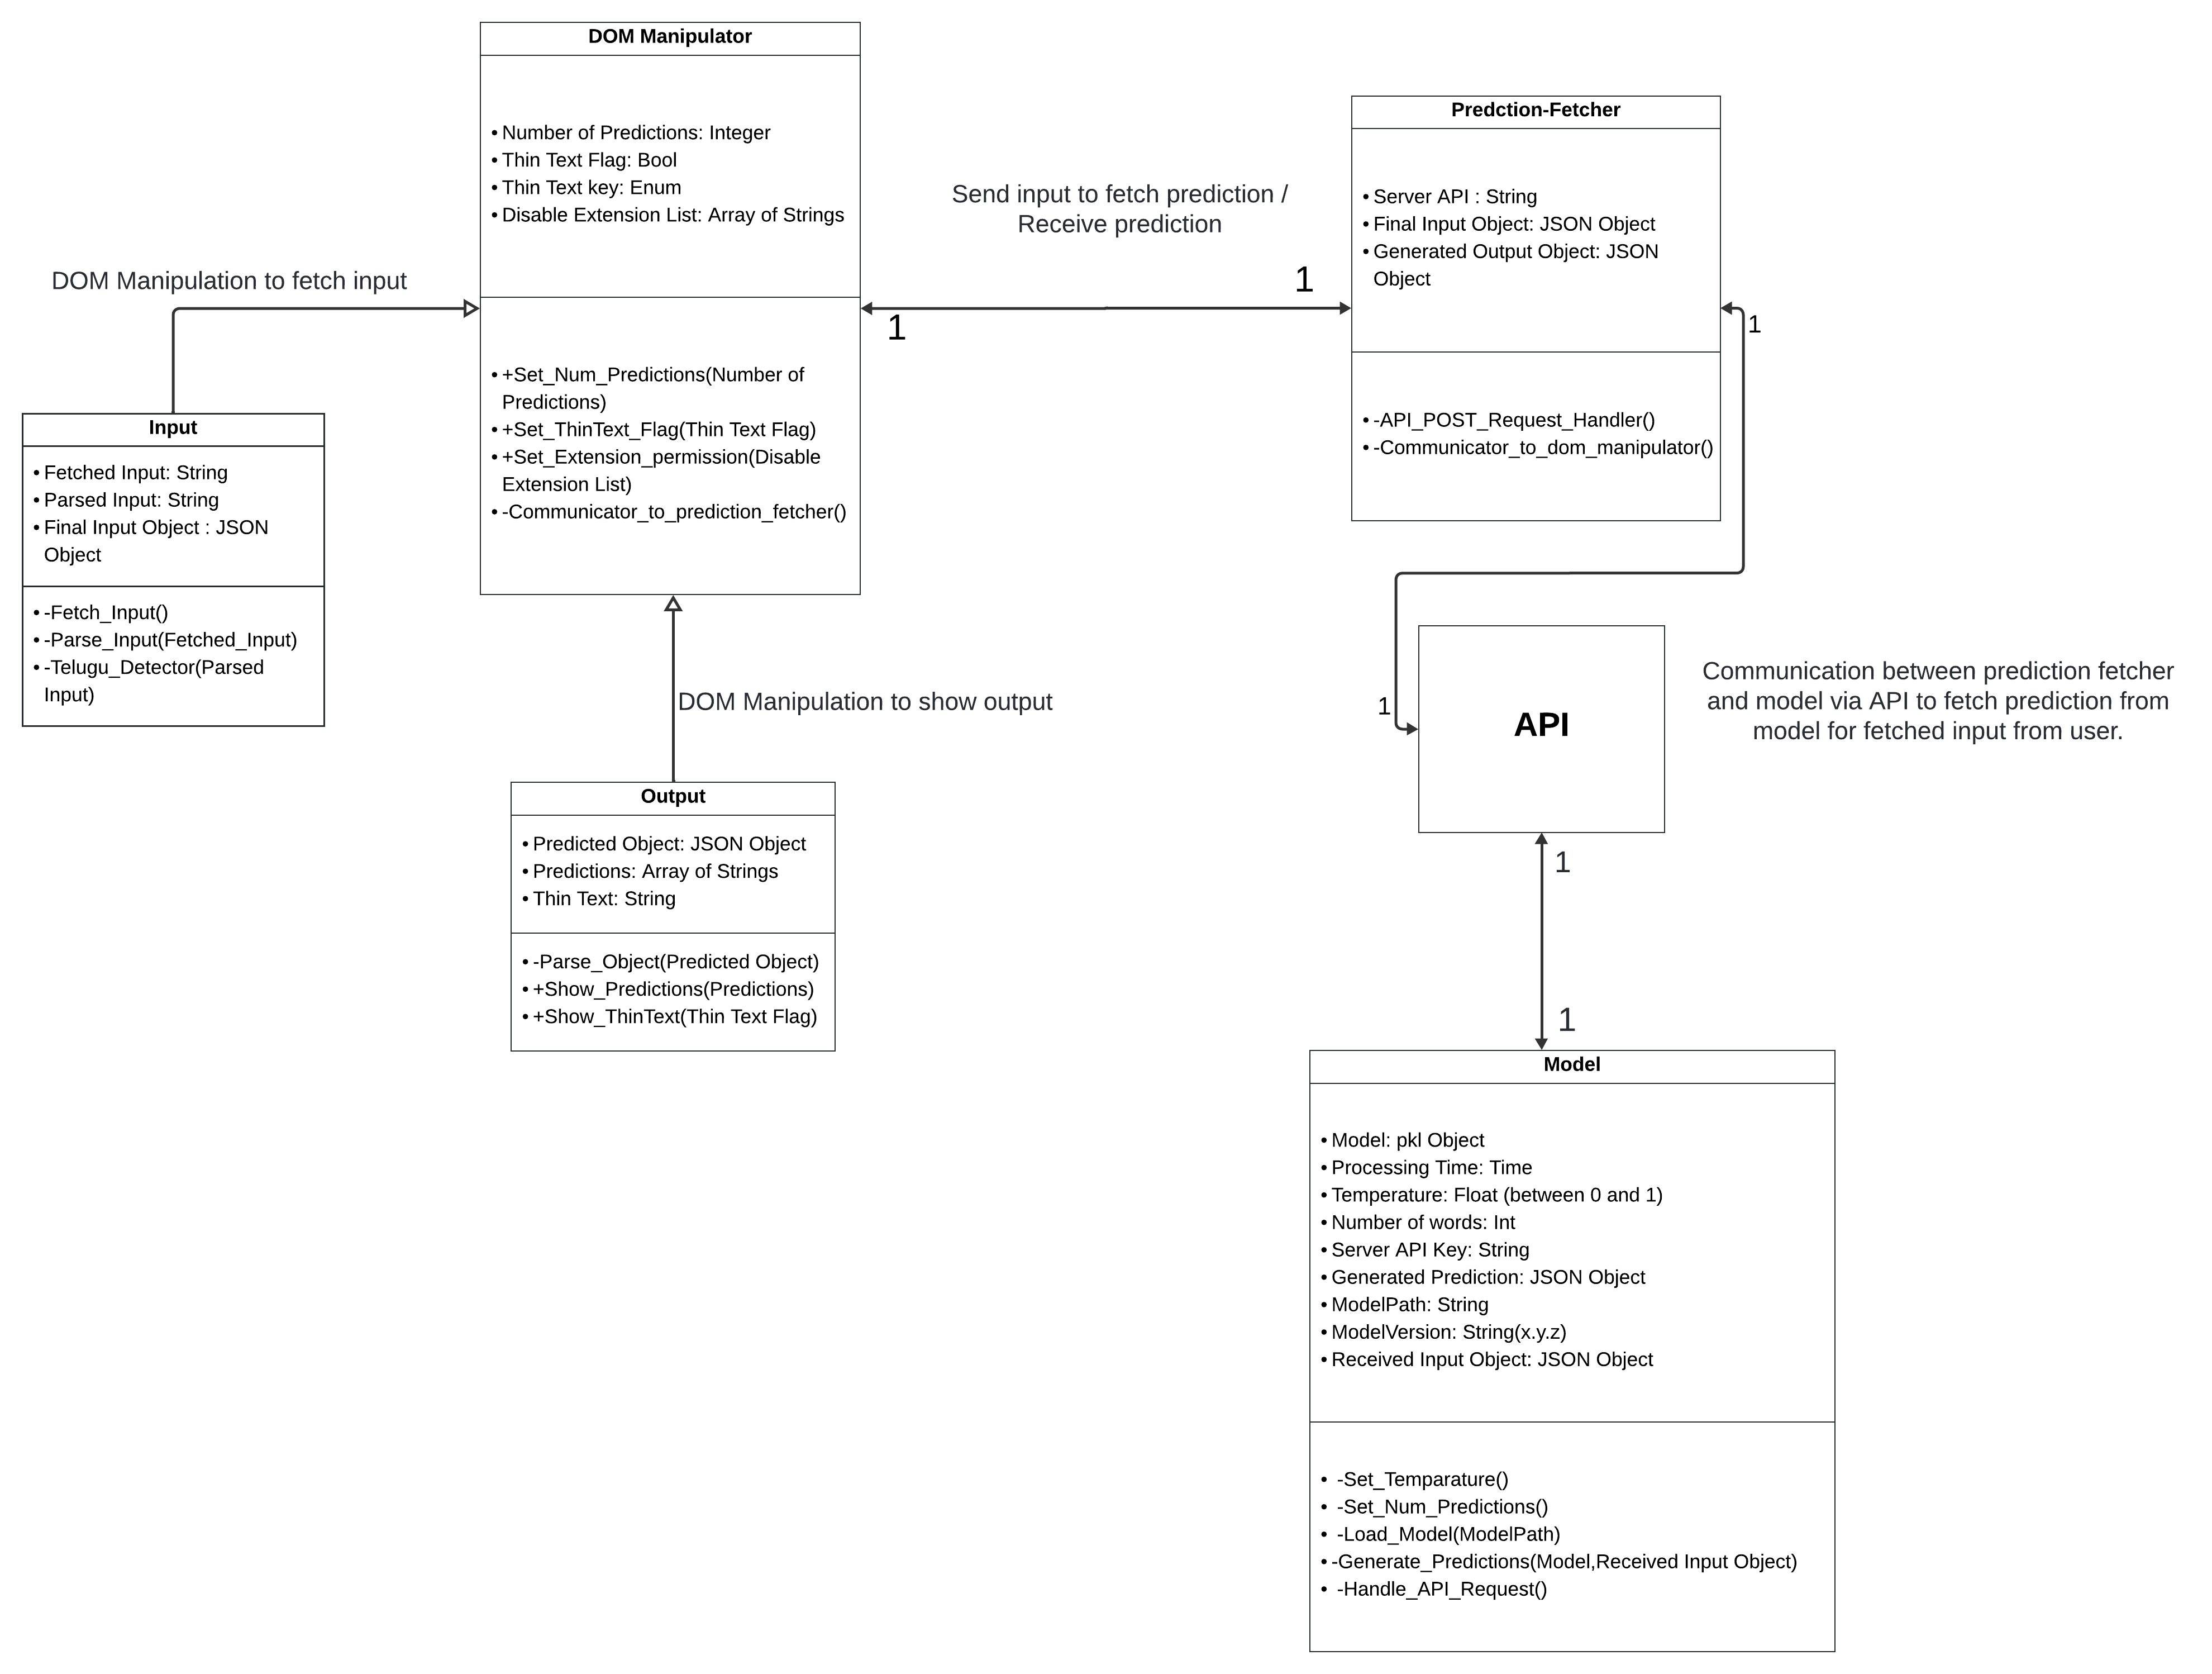 DOM Manipulator
• Number of Predictions: Integer
• Thin Text Flag: Bool
• Thin Text key: Enum
• Disable Extension List: Array of Strings
• +Set_Num_Predictions(Number of
Predictions)
• +Set_ThinText_Flag(Thin Text Flag)
• +Set_Extension_permission(Disable
Extension List)
• -Communicator_to_prediction_fetcher()
Send input to fetch prediction /
Receive prediction
1
1
Predction-Fetcher
• Server API : String
• Final Input Object: JSON Object
• Generated Output Object: JSON
Object
• -API_POST_Request_Handler()
• -Communicator_to_dom_manipulator()
1
DOM Manipulation to fetch input
Input
• Fetched Input: String
• Parsed Input: String
• Final Input Object : JSON
Object
• -Fetch_Input()
• -Parse_Input(Fetched_Input)
• -Telugu_Detector(Parsed
Input)
DOM Manipulation to show output
Output
• Predicted Object: JSON Object
• Predictions: Array of Strings
• Thin Text: String
• -Parse_Object(Predicted Object)
• +Show_Predictions(Predictions)
• +Show_ThinText(Thin Text Flag)
1
API
Communication between prediction fetcher
and model via API to fetch prediction from
model for fetched input from user.
1
1
Model
• Model: pkl Object
• Processing Time: Time
• Temperature: Float (between 0 and 1)
• Number of words: Int
• Server API Key: String
• Generated Prediction: JSON Object
• ModelPath: String
• ModelVersion: String(x.y.z)
• Received Input Object: JSON Object
• -Set_Temparature()
• -Set_Num_Predictions()
• -Load_Model(ModelPath)
• -Generate_Predictions(Model,Received Input Object)
• -Handle_API_Request()